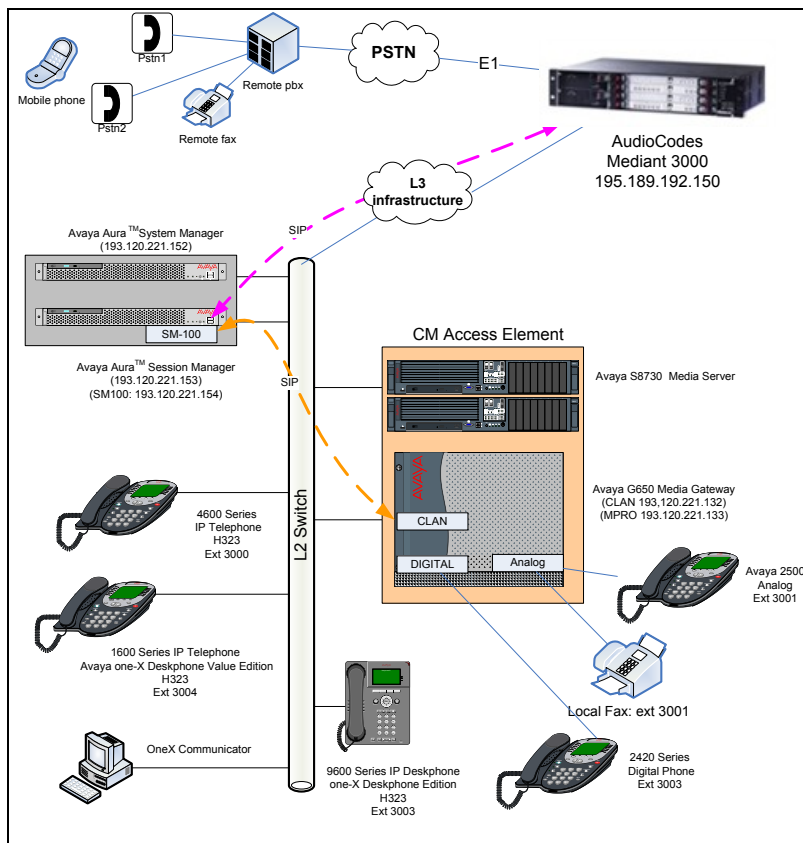 Pstn1
Mobile phone
Pstn2
Remote pbx
Remote fax
PSTN
E1
AudioCodes
Mediant 3000
195.189.192.150
L3
infrastructure
SIP
Avaya Aura ™System Manager
(193.120.221.152)
AVAYA
AVAYA
SM-100
Avaya Aura™ Session Manager
(193.120.221.153)
(SM100: 193.120.221.154)
SIP
L2 Switch
CM Access Element
Avaya S8730 Media Server
AVAYA
CLAN
DIGITAL
Analog
Avaya G650 Media Gateway
(CLAN 193,120.221.132)
(MPRO 193.120.221.133)
4600 Series
IP Telephone
H323
Ext 3000
Avaya 2500
Analog
Ext 3001
1600 Series IP Telephone
Avaya one-X Deskphone Value Edition
H323
Ext 3004
Local Fax: ext 3001
OneX Communicator
9600 Series IP Deskphone
one-X Deskphone Edition
H323
Ext 3003
2420 Series
Digital Phone
Ext 3003